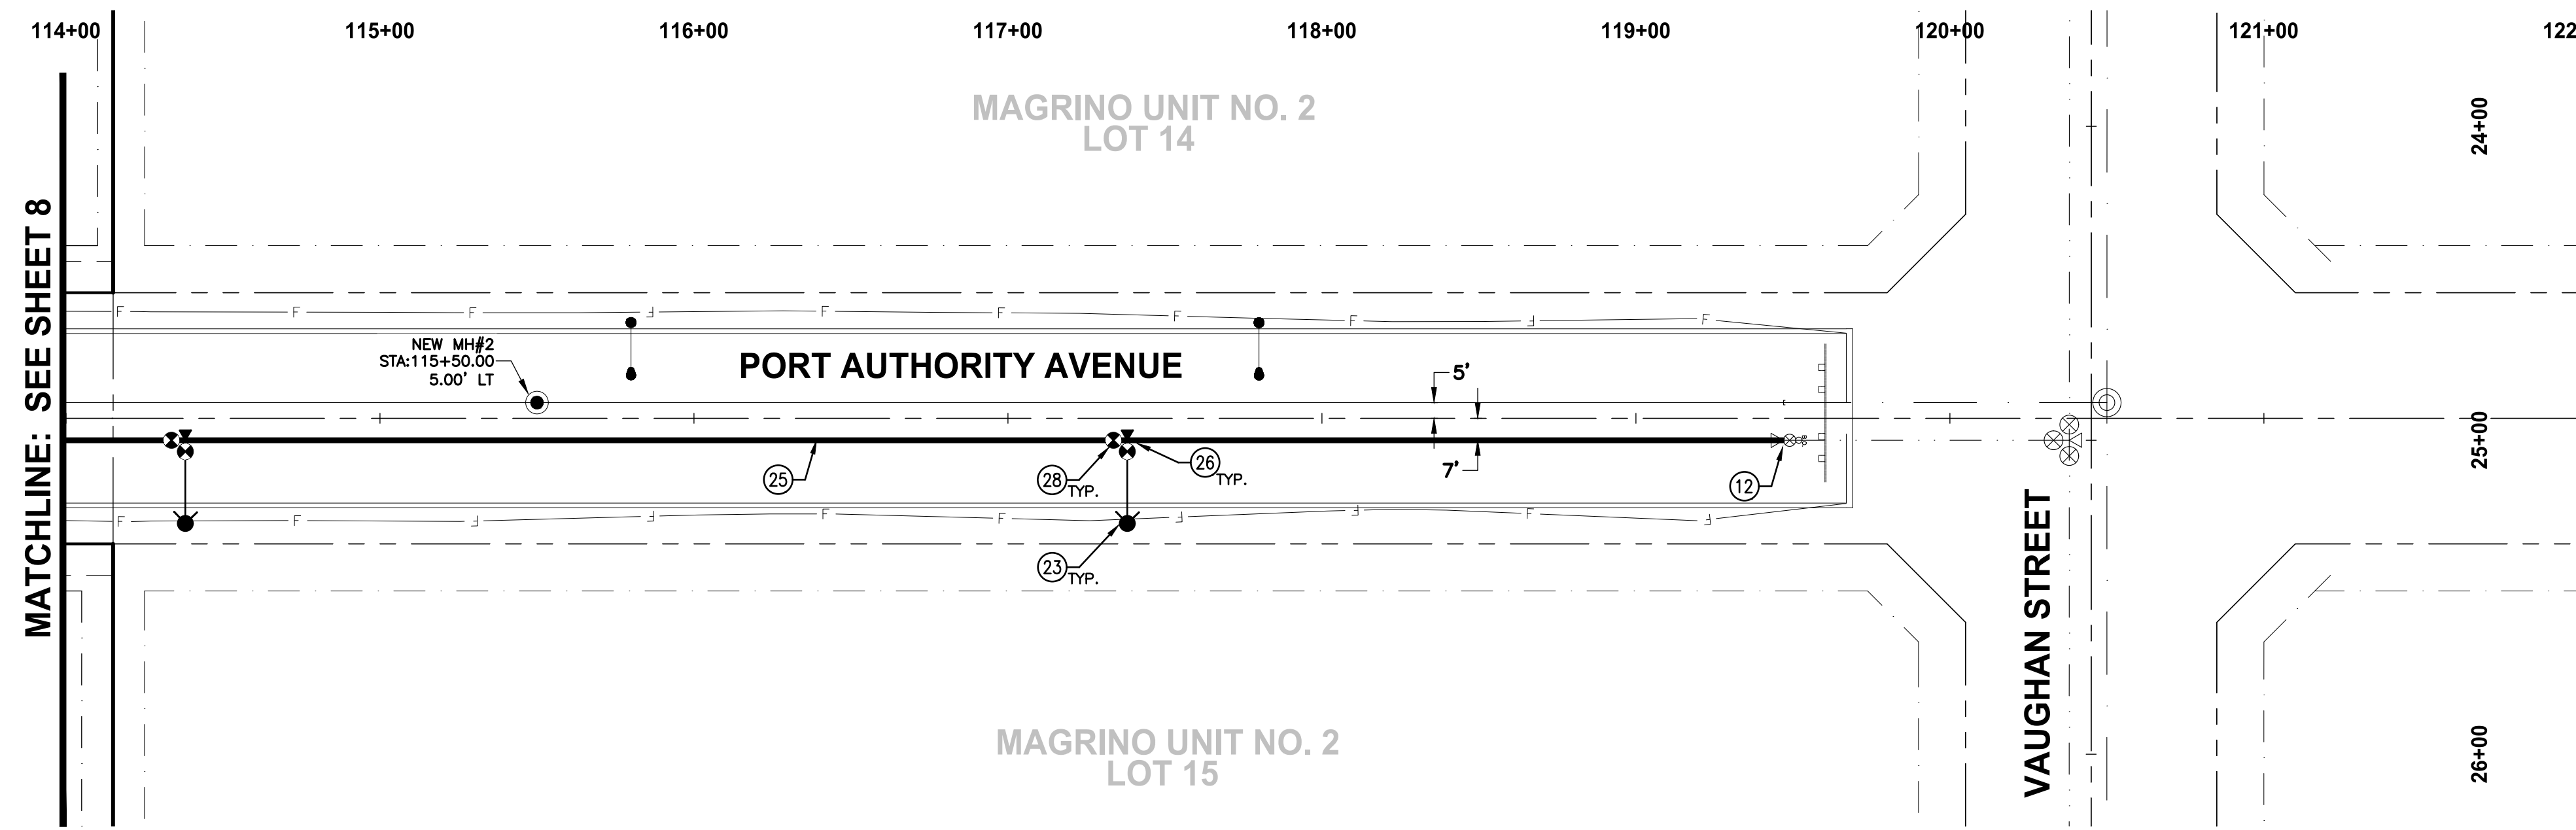 114+00 115+00 116+00 117+00 118+00 119+00 120+00 121+00 122
MAGRINO UNIT NO. 2
LOT 14
24+00
MATCHLINE: SEE SHEET 8
F F F F F F F F F F
NEW MH#2
STA:115+50.00
5.00' LT
PORT AUTHORITY AVENUE
5'
25+00
7'
25
28 TYP.
26 TYP.
12
F F F F F F F F F F
23 TYP.
VAUGHAN STREET
MAGRINO UNIT NO. 2
LOT 15
26+00